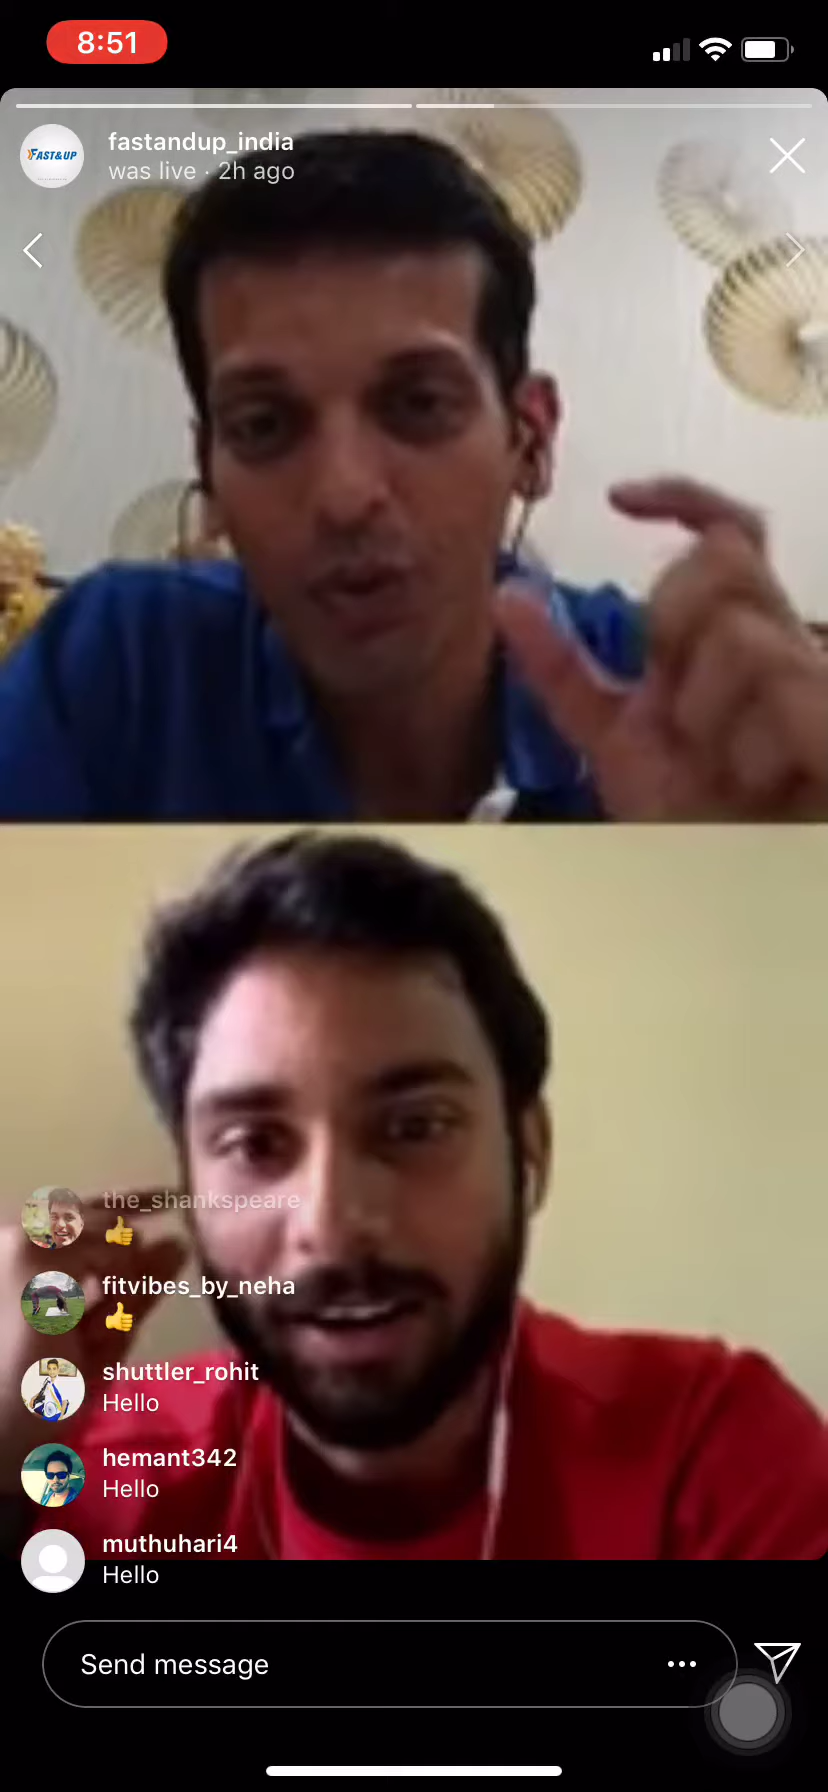 8:51
fastandup_india
was live · 2h ago
FAST&UP
the_shankspeare
👍
fitvibes_by_neha
👍
shuttler_rohit
Hello
hemant342
Hello
muthuhari4
Hello
Send message